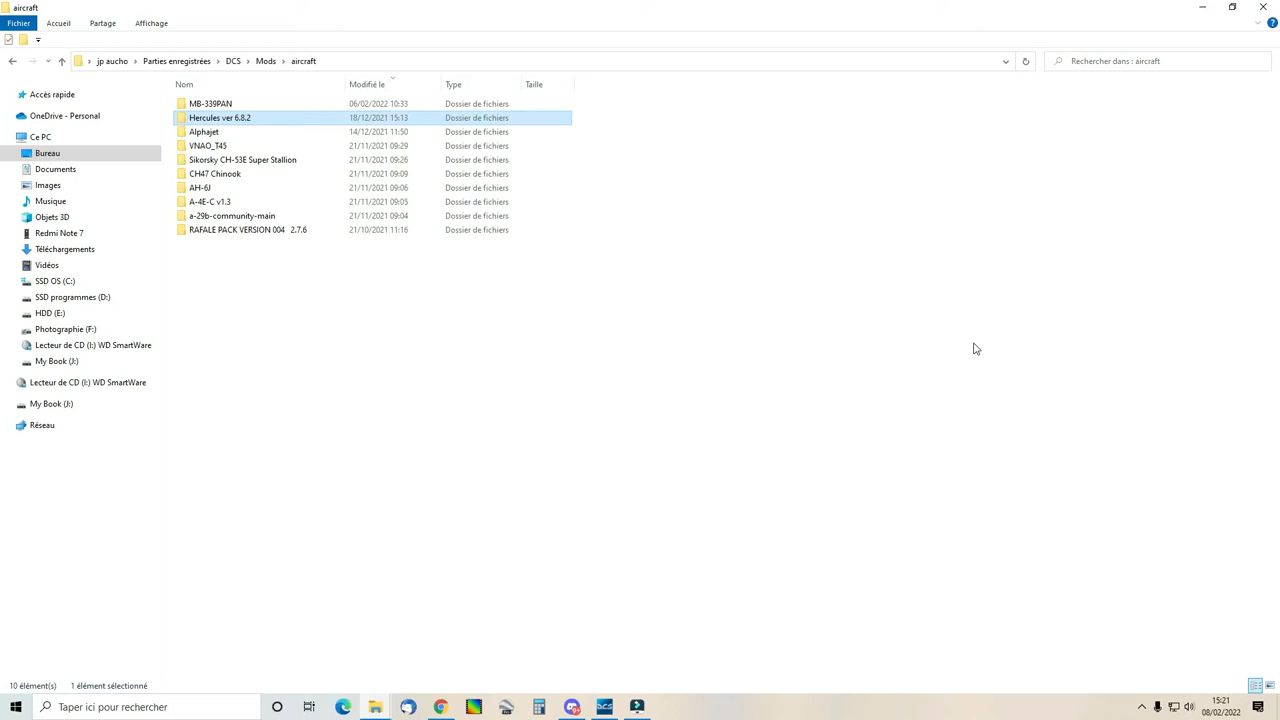 aircraft
Fichier Accueil Partage Affichage
jp aucho Parties enregistrées DCS Mods aircraft
Rechercher dans : aircraft
Nom Modifié le Type Taille
Accès rapide
OneDrive - Personal
Ce PC
Bureau
Documents
Images
Musique
Objets 3D
Redmi Note 7
Téléchargements
Vidéos
SSD OS (C:)
SSD programmes (D:)
HDD (E:)
Photographie (F:)
Lecteur de CD (I:) WD SmartWare
My Book (J:)
Lecteur de CD (I:) WD SmartWare
My Book (J:)
Réseau
MB-339PAN 06/02/2022 10:33 Dossier de fichiers
Hercules ver 6.8.2 18/12/2021 15:13 Dossier de fichiers
Alphajet 14/12/2021 11:50 Dossier de fichiers
VNAO_T45 21/11/2021 09:29 Dossier de fichiers
Sikorsky CH-53E Super Stallion 21/11/2021 09:26 Dossier de fichiers
CH47 Chinook 21/11/2021 09:09 Dossier de fichiers
AH-6J 21/11/2021 09:06 Dossier de fichiers
A-4E-C v1.3 21/11/2021 09:05 Dossier de fichiers
a-29b-community-main 21/11/2021 09:04 Dossier de fichiers
RAFALE PACK VERSION 004 2.7.6 21/10/2021 11:16 Dossier de fichiers
10 élément(s) 1 élément sélectionné
Taper ici pour rechercher
DCS
15:21
08/02/2022